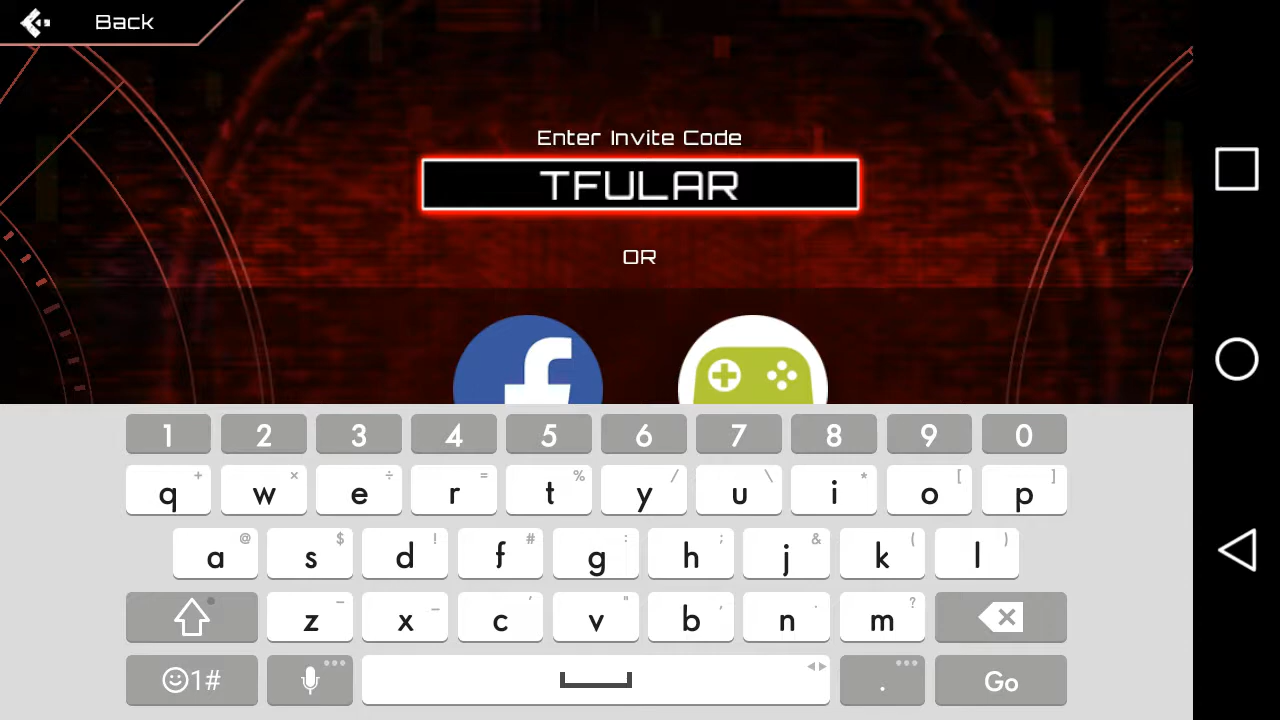 Back
Enter Invite Code
TFULAR
OR
f
1 2 3 4 5 6 7 8 9 0
+ × ÷ = % / \ * [ ]
q w e r t y u i o p
@ $ ! # : ; & ( )
a s d f g h j k l
z x c v b n m
- _ ' " , . ?
1# . Go